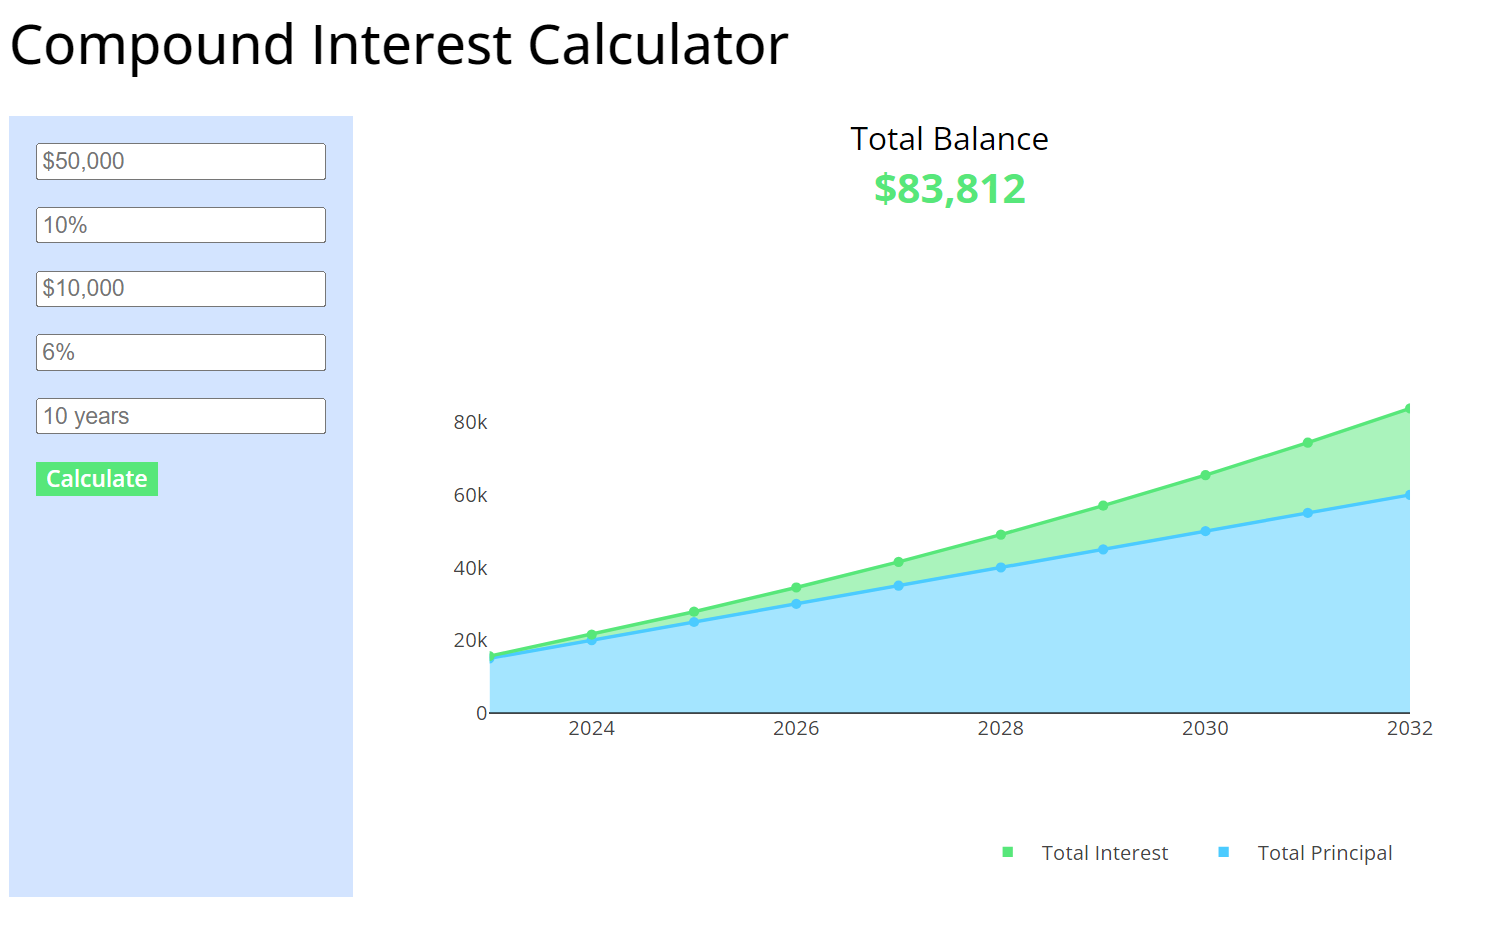 Compound Interest Calculator
$50,000
10%
$10,000
6%
10 years
Calculate
Total Balance
$83,812
80k
60k
40k
20k
0
2024 2026 2028 2030 2032
Total Interest Total Principal